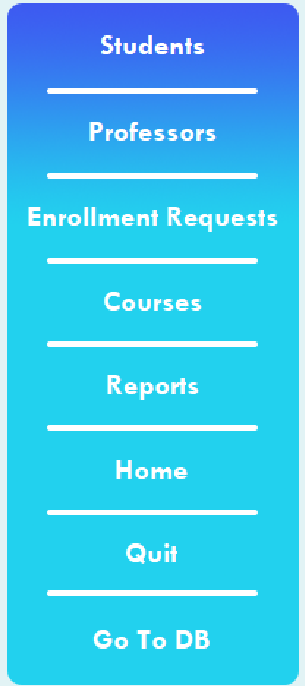 Students
Professors
Enrollment Requests
Courses
Reports
Home
Quit
Go To DB